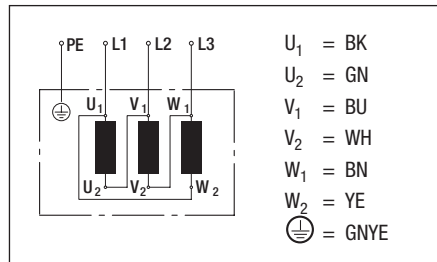 PE L1 L2 L3
U1 V1 W1
U2 V2 W2
U1 = BK
U2 = GN
V1 = BU
V2 = WH
W1 = BN
W2 = YE
= GNYE